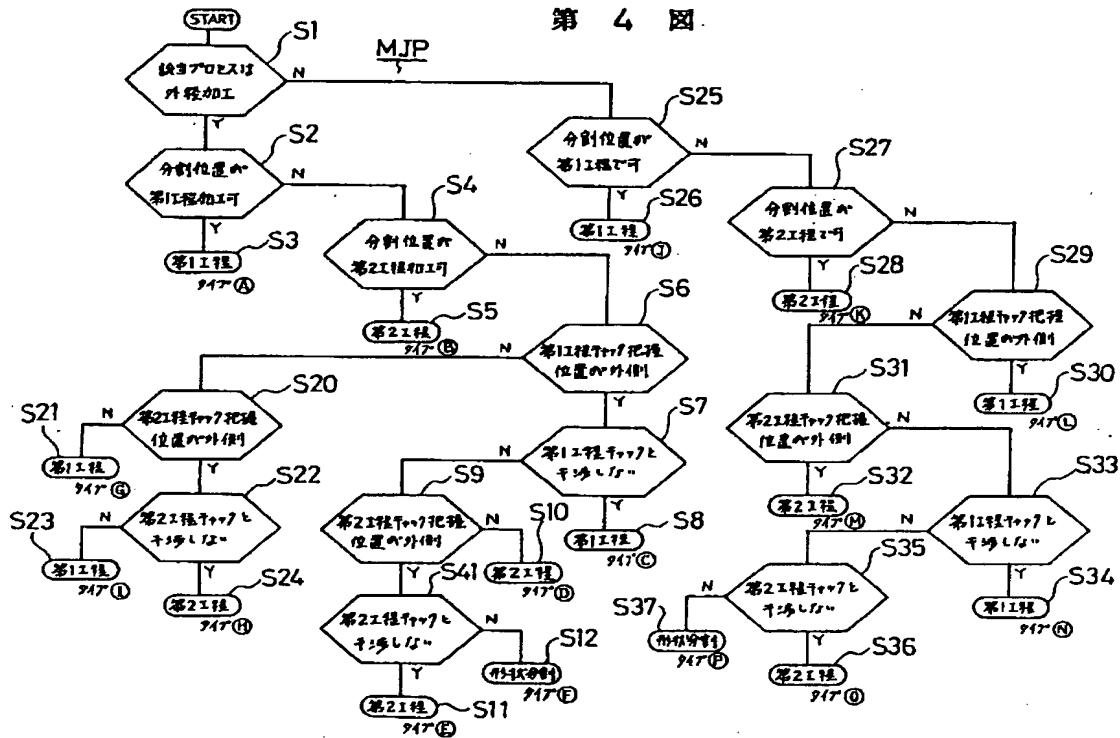 第 4 図
START
S1
MJP
該当プロセスは
外径加工
N
Y
S2
分割位置が
第1工程加工可
N
Y
S3
第1工程
タイプ Ⓐ
S4
分割位置が
第2工程加工可
N
Y
S5
第2工程
タイプ Ⓑ
S6
第1工程チャック把握
位置の外側
N
Y
S7
第1工程チャックと
干渉しない
N
Y
S8
第1工程
タイプ Ⓒ
S9
第2工程チャック把握
位置の外側
N
Y
S10
第2工程
タイプ Ⓓ
S41
第2工程チャックと
干渉しない
N
Y
S12
形状分割
タイプ Ⓕ
S11
第2工程
タイプ Ⓔ
S20
第2工程チャック把握
位置の外側
N
Y
S21
第1工程
タイプ Ⓖ
S22
第2工程チャックと
干渉しない
N
Y
S23
第1工程
タイプ Ⓘ
S24
第2工程
タイプ Ⓗ
S25
分割位置が
第1工程です
N
Y
S26
第1工程
タイプ Ⓙ
S27
分割位置が
第2工程です
N
Y
S28
第2工程
タイプ Ⓚ
S29
第1工程チャック把握
位置の外側
N
Y
S30
第1工程
タイプ Ⓛ
S31
第2工程チャック把握
位置の外側
N
Y
S32
第2工程
タイプ Ⓜ
S33
第1工程チャックと
干渉しない
N
Y
S34
第1工程
タイプ Ⓝ
S35
第2工程チャックと
干渉しない
N
Y
S37
形状分割
タイプ Ⓟ
S36
第2工程
タイプ Ⓞ